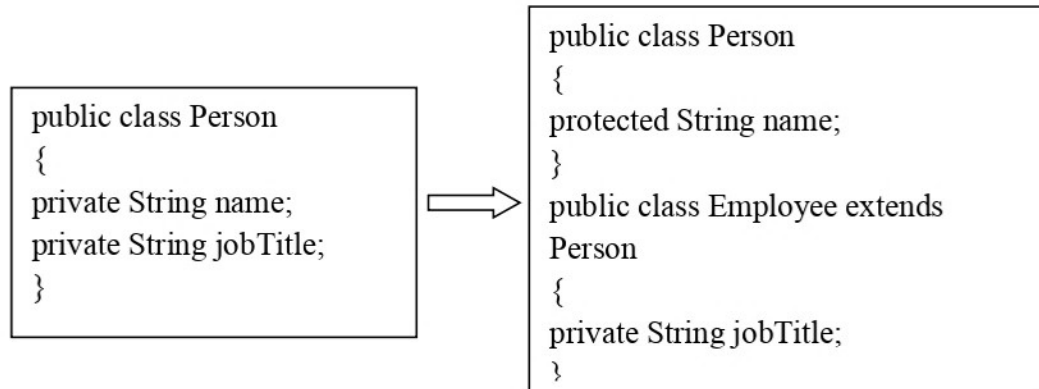 public class Person
{
private String name;
private String jobTitle;
}
public class Person
{
protected String name;
}
public class Employee extends
Person
{
private String jobTitle;
}